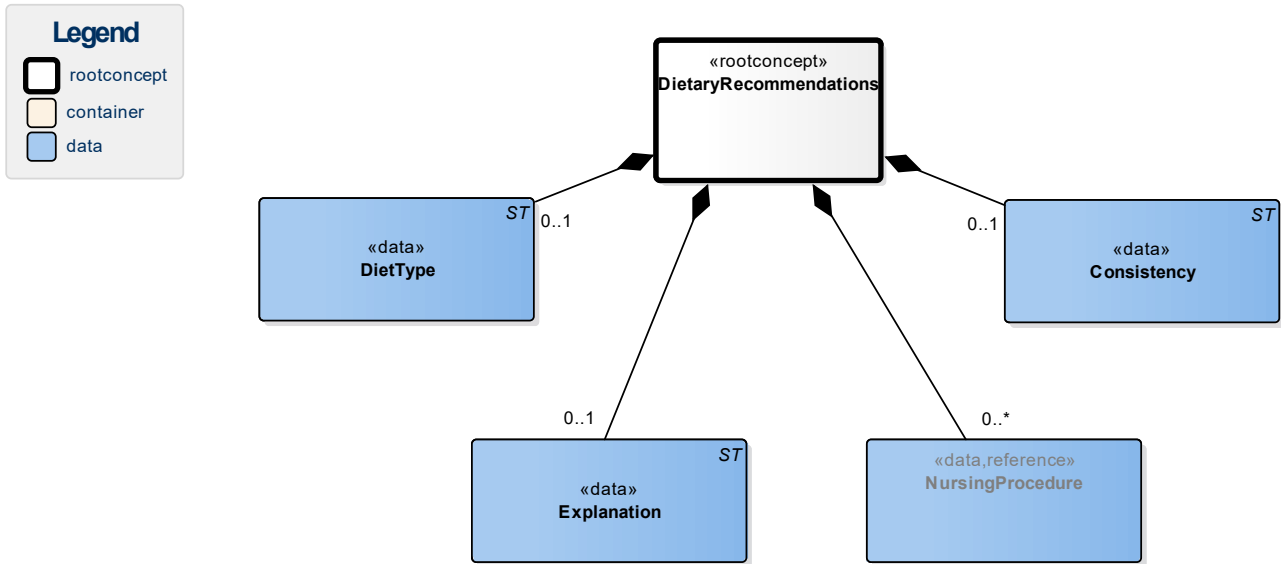 Legend
rootconcept
container
data
«rootconcept»
DietaryRecommendations
ST
«data»
DietType
0..1
0..1
ST
«data»
Consistency
0..1
ST
«data»
Explanation
0..*
«data,reference»
NursingProcedure